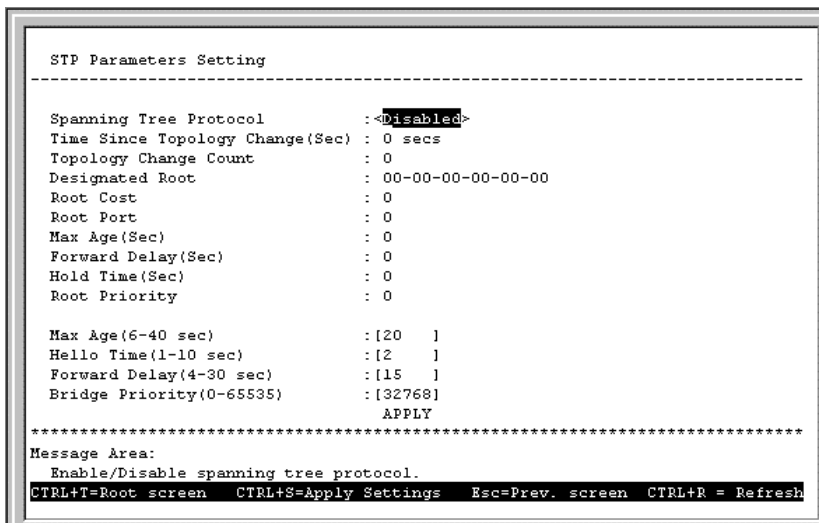 STP Parameters Setting
--------------------------------------------------------------------------------
Spanning Tree Protocol :<Disabled>
Time Since Topology Change(Sec) : 0 secs
Topology Change Count : 0
Designated Root : 00-00-00-00-00-00
Root Cost : 0
Root Port : 0
Max Age(Sec) : 0
Forward Delay(Sec) : 0
Hold Time(Sec) : 0
Root Priority : 0
Max Age(6-40 sec) :[20   ]
Hello Time(1-10 sec) :[2    ]
Forward Delay(4-30 sec) :[15   ]
Bridge Priority(0-65535) :[32768]
APPLY
********************************************************************************
Message Area:
Enable/Disable spanning tree protocol.
CTRL+T=Root screen CTRL+S=Apply Settings Esc=Prev. screen CTRL+R = Refresh